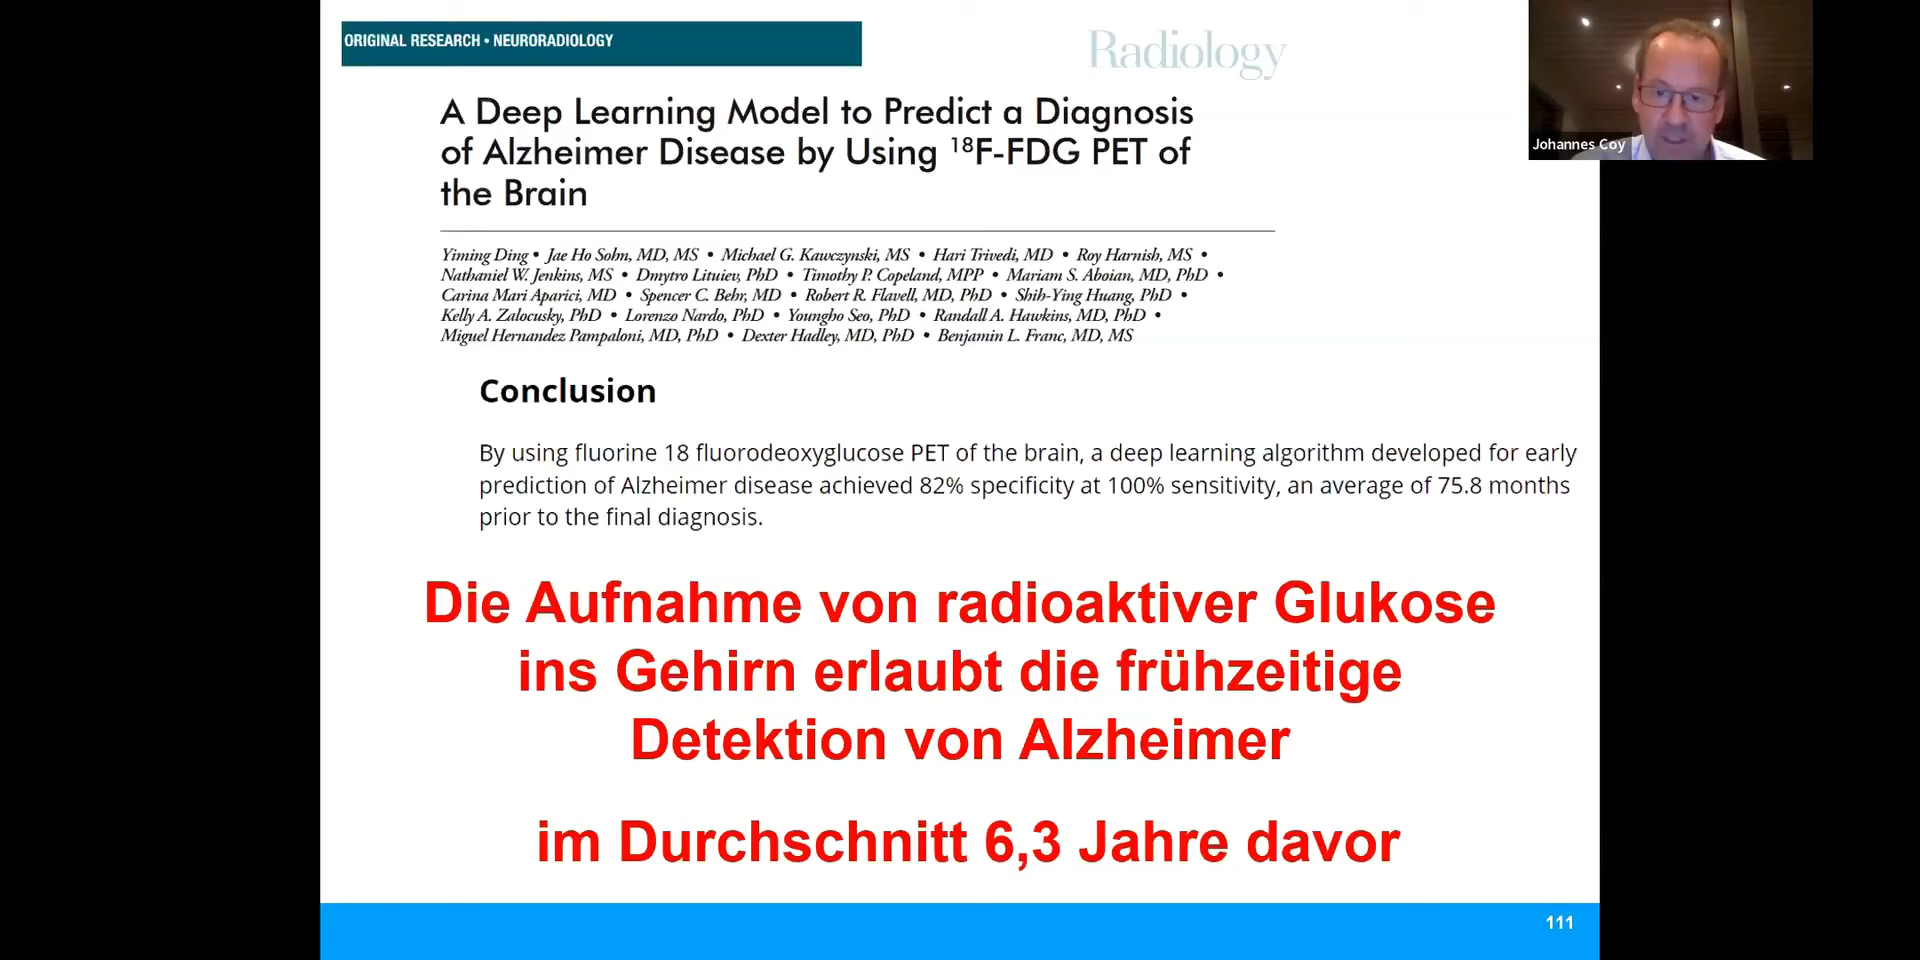 ORIGINAL RESEARCH • NEURORADIOLOGY
Radiology
A Deep Learning Model to Predict a Diagnosis
of Alzheimer Disease by Using ¹⁸F-FDG PET of
the Brain
Yiming Ding • Jae Ho Sohn, MD, MS • Michael G. Kawczynski, MS • Hari Trivedi, MD • Roy Harnish, MS •
Nathaniel W. Jenkins, MS • Dmytro Lituiev, PhD • Timothy P. Copeland, MPP • Mariam S. Aboian, MD, PhD •
Carina Mari Aparici, MD • Spencer C. Behr, MD • Robert R. Flavell, MD, PhD • Shih-Ying Huang, PhD •
Kelly A. Zalocusky, PhD • Lorenzo Nardo, PhD • Youngho Seo, PhD • Randall A. Hawkins, MD, PhD •
Miguel Hernandez Pampaloni, MD, PhD • Dexter Hadley, MD, PhD • Benjamin L. Franc, MD, MS
Johannes Coy
Conclusion
By using fluorine 18 fluorodeoxyglucose PET of the brain, a deep learning algorithm developed for early
prediction of Alzheimer disease achieved 82% specificity at 100% sensitivity, an average of 75.8 months
prior to the final diagnosis.
Die Aufnahme von radioaktiver Glukose
ins Gehirn erlaubt die frühzeitige
Detektion von Alzheimer
im Durchschnitt 6,3 Jahre davor
111